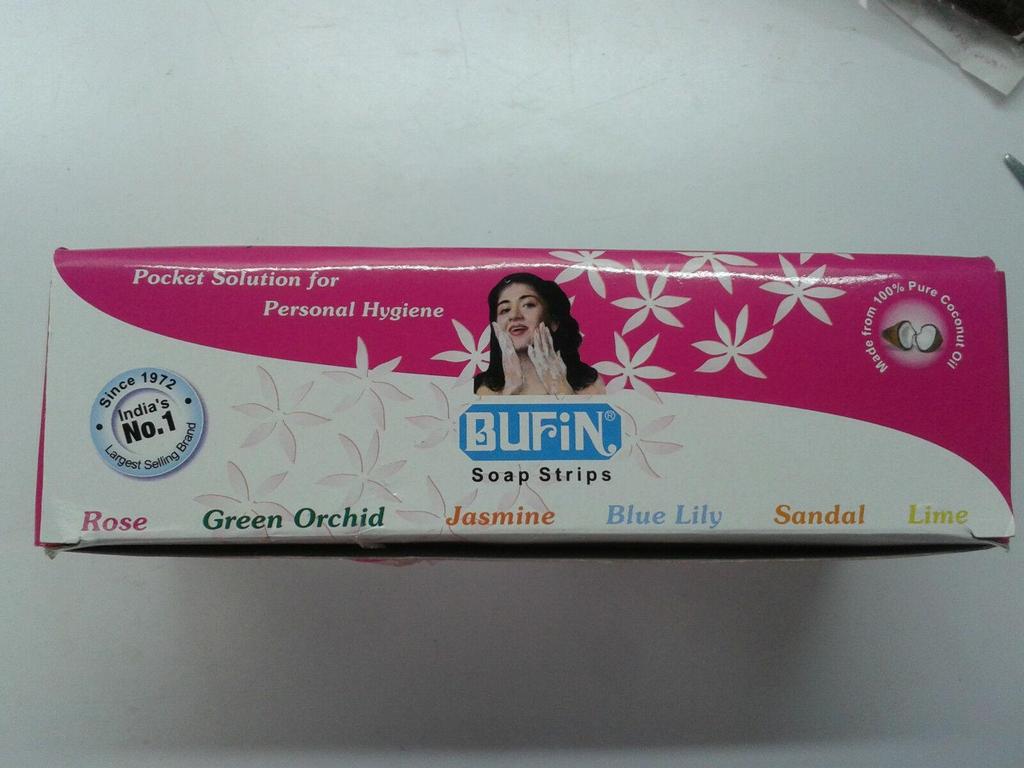 Pocket Solution for
Personal Hygiene
Made from 100% Pure Coconut Oil
Since 1972
India's
No.1
Largest Selling Brand
BUFiN®
Soap Strips
Rose Green Orchid Jasmine Blue Lily Sandal Lime